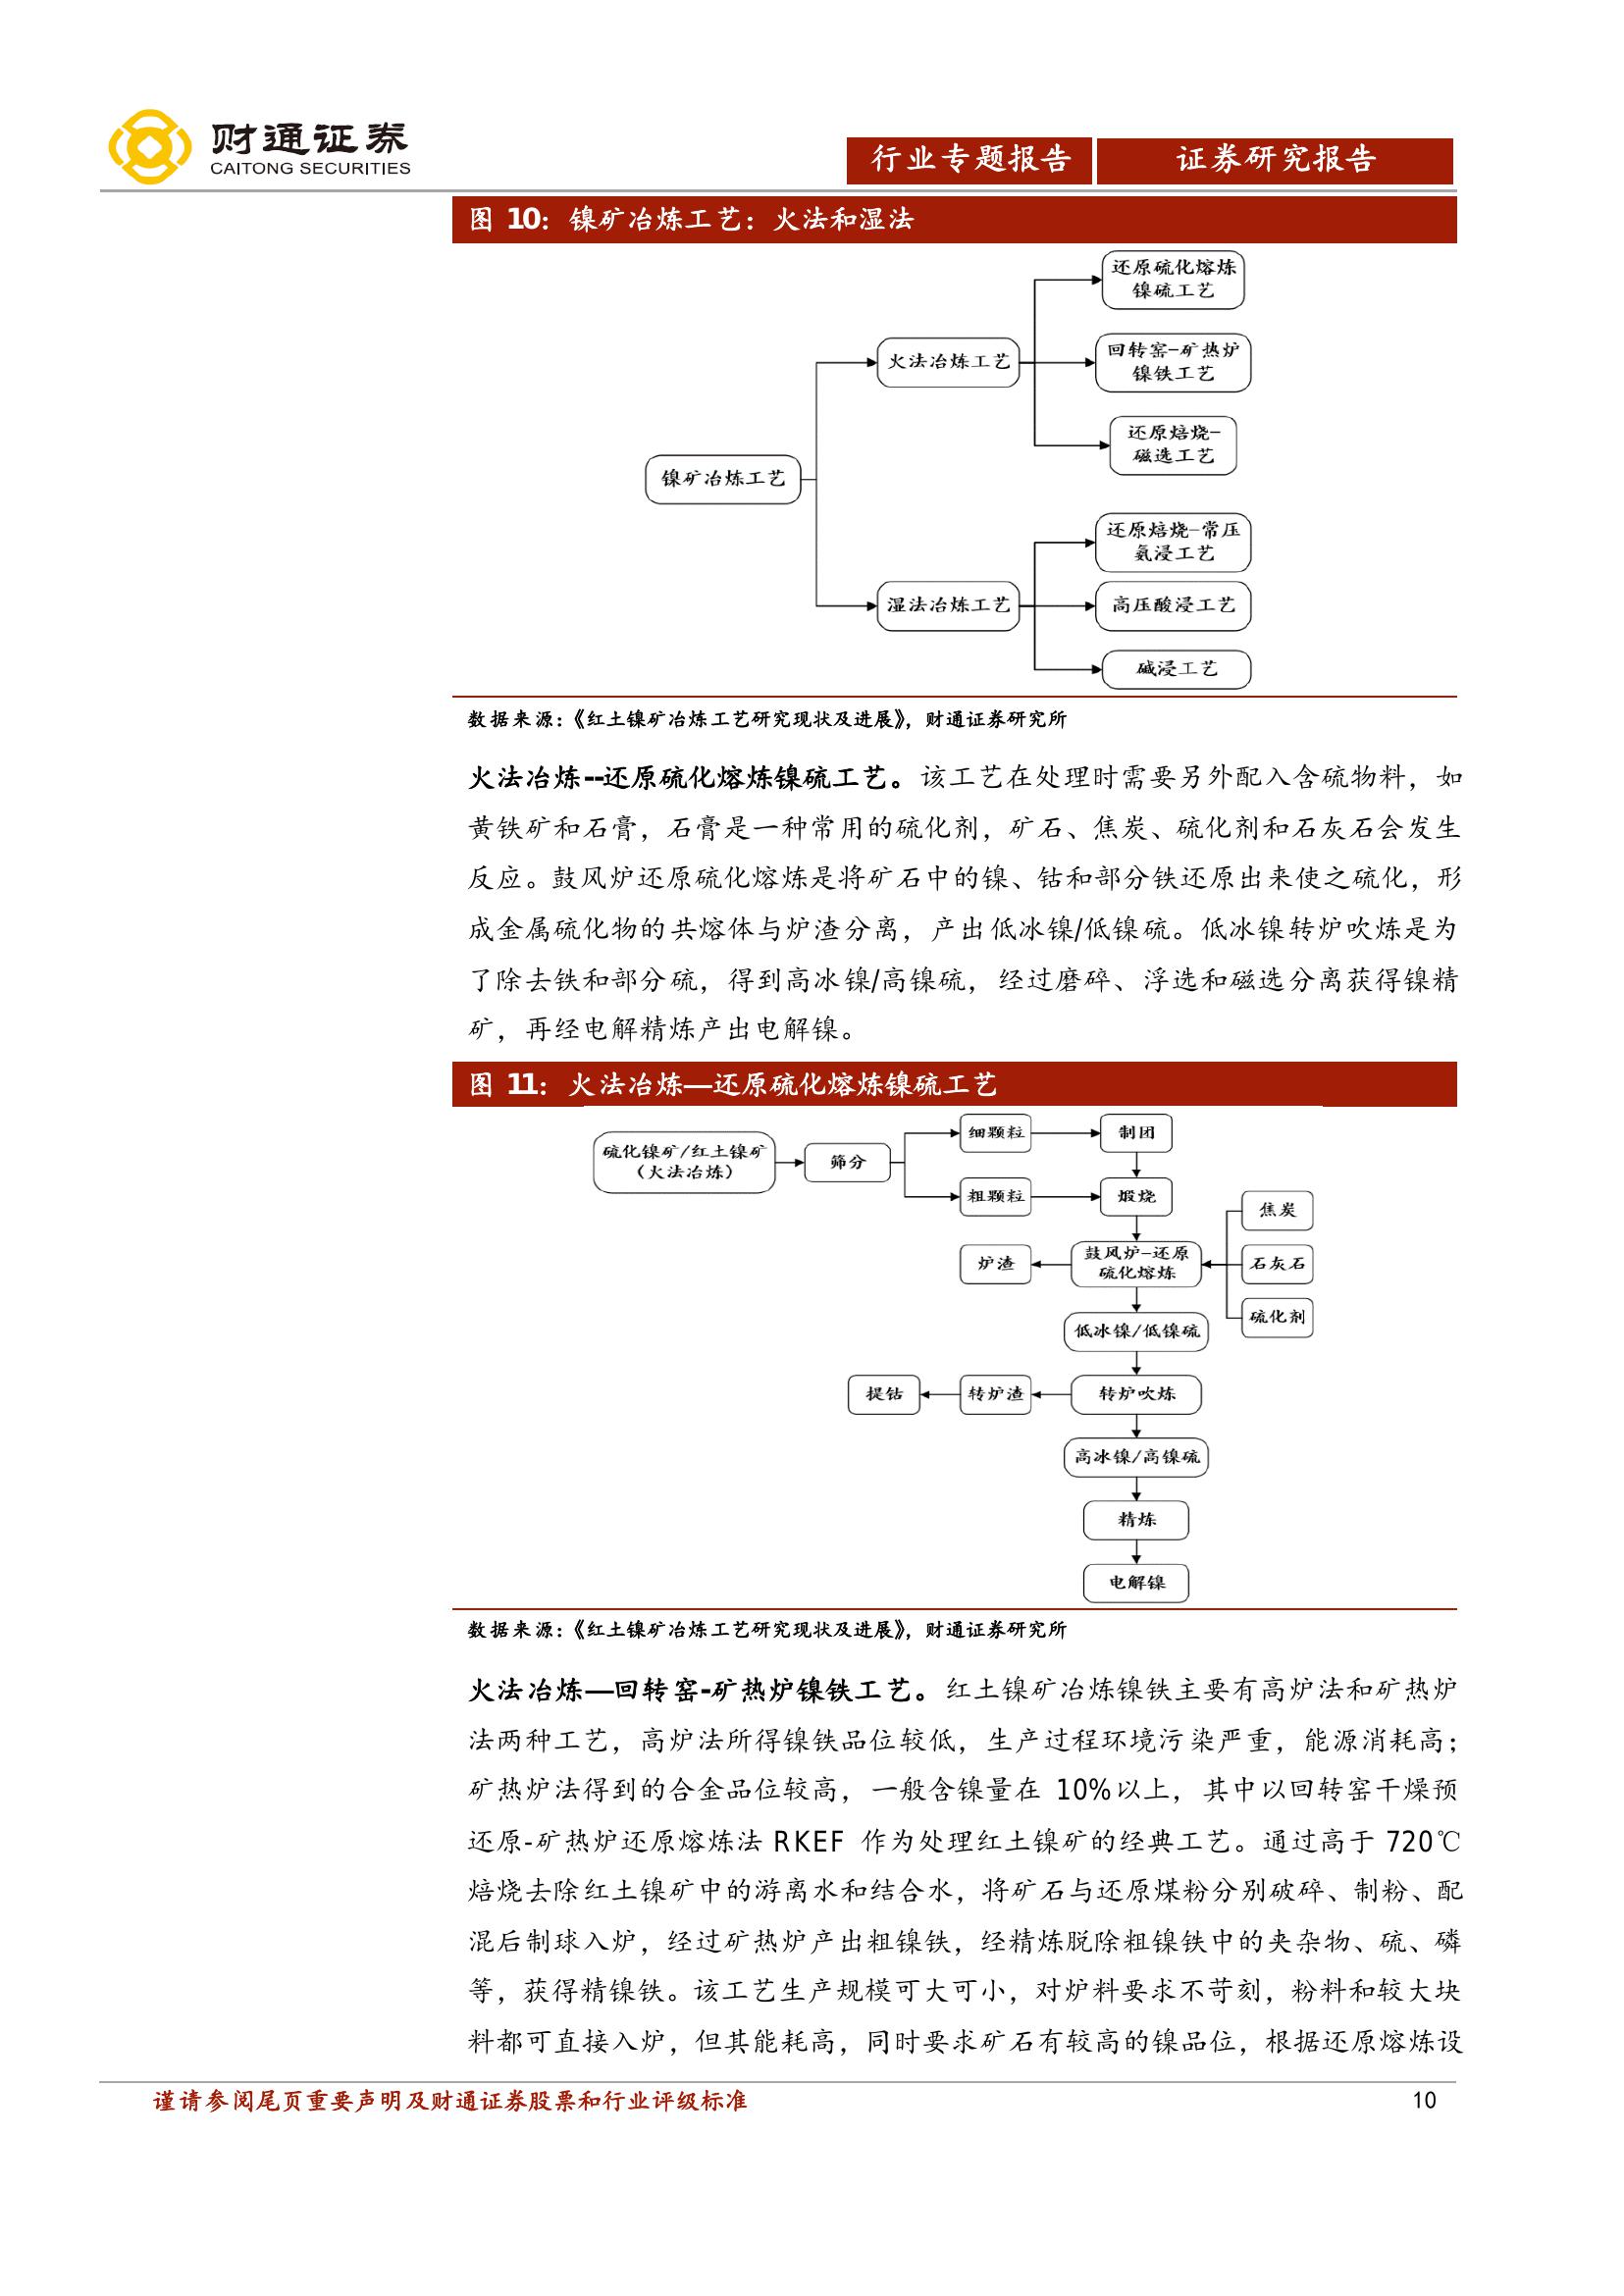 财通证券
CAITONG SECURITIES
行业专题报告
证券研究报告
图 10：镍矿冶炼工艺：火法和湿法
还原硫化熔炼
镍硫工艺
回转窑-矿热炉
镍铁工艺
火法冶炼工艺
还原焙烧-
磁选工艺
镍矿冶炼工艺
还原焙烧-常压
氨浸工艺
湿法冶炼工艺
高压酸浸工艺
碱浸工艺
数据来源：《红土镍矿冶炼工艺研究现状及进展》，财通证券研究所
火法冶炼--还原硫化熔炼镍硫工艺。该工艺在处理时需要另外配入含硫物料，如
黄铁矿和石膏，石膏是一种常用的硫化剂，矿石、焦炭、硫化剂和石灰石会发生
反应。鼓风炉还原硫化熔炼是将矿石中的镍、钴和部分铁还原出来使之硫化，形
成金属硫化物的共熔体与炉渣分离，产出低冰镍/低镍硫。低冰镍转炉吹炼是为
了除去铁和部分硫，得到高冰镍/高镍硫，经过磨碎、浮选和磁选分离获得镍精
矿，再经电解精炼产出电解镍。
图 11：火法冶炼—还原硫化熔炼镍硫工艺
硫化镍矿/红土镍矿
（火法冶炼）
筛分
细颗粒
制团
粗颗粒
煅烧
焦炭
炉渣
鼓风炉-还原
硫化熔炼
石灰石
硫化剂
低冰镍/低镍硫
提钴
转炉渣
转炉吹炼
高冰镍/高镍硫
精炼
电解镍
数据来源：《红土镍矿冶炼工艺研究现状及进展》，财通证券研究所
火法冶炼—回转窑-矿热炉镍铁工艺。红土镍矿冶炼镍铁主要有高炉法和矿热炉
法两种工艺，高炉法所得镍铁品位较低，生产过程环境污染严重，能源消耗高；
矿热炉法得到的合金品位较高，一般含镍量在 10%以上，其中以回转窑干燥预
还原-矿热炉还原熔炼法 RKEF 作为处理红土镍矿的经典工艺。通过高于 720℃
焙烧去除红土镍矿中的游离水和结合水，将矿石与还原煤粉分别破碎、制粉、配
混后制球入炉，经过矿热炉产出粗镍铁，经精炼脱除粗镍铁中的夹杂物、硫、磷
等，获得精镍铁。该工艺生产规模可大可小，对炉料要求不苛刻，粉料和较大块
料都可直接入炉，但其能耗高，同时要求矿石有较高的镍品位，根据还原熔炼设
谨请参阅尾页重要声明及财通证券股票和行业评级标准
10